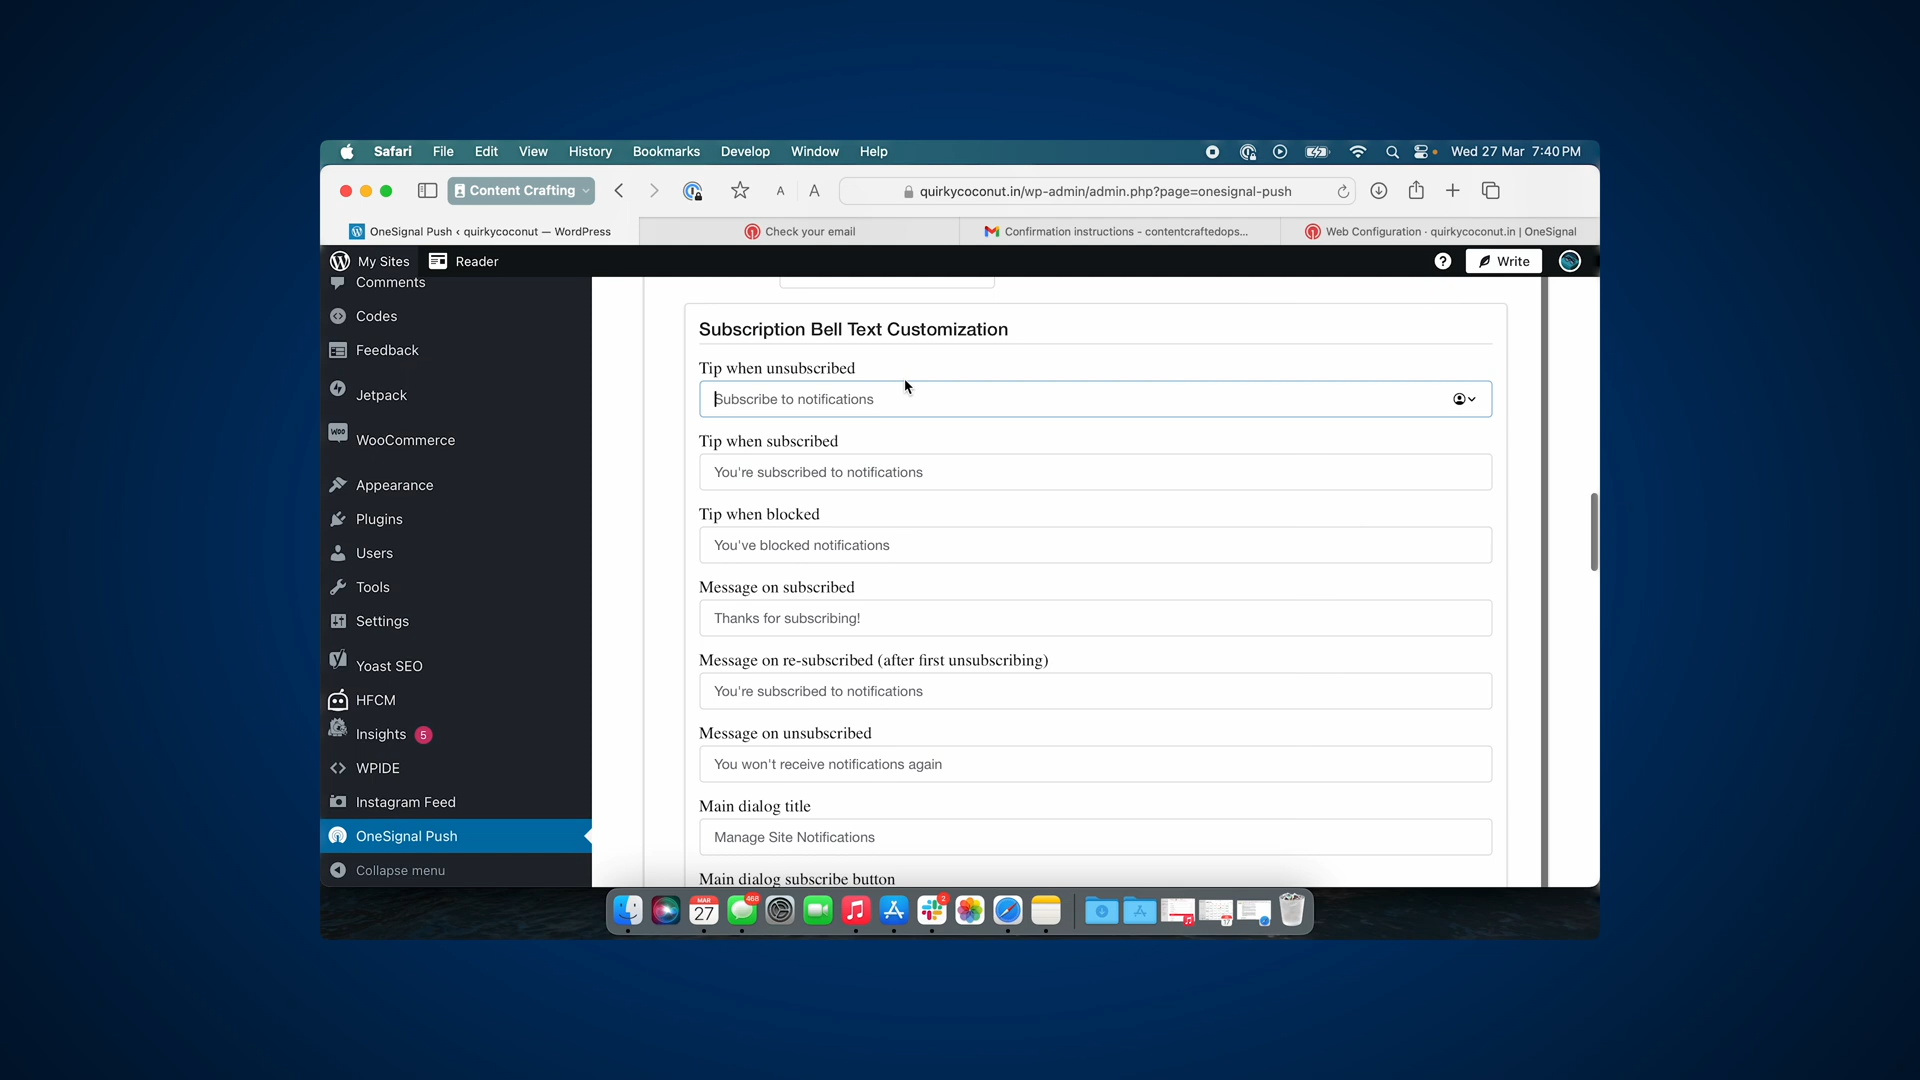 Safari File Edit View History Bookmarks Develop Window Help Wed 27 Mar 7:40 PM
Content Crafting A A quirkycoconut.in/wp-admin/admin.php?page=onesignal-push
OneSignal Push ‹ quirkycoconut — WordPress Check your email Confirmation instructions - contentcraftedops... Web Configuration · quirkycoconut.in | OneSignal
My Sites Reader ? Write
Comments
Codes
Feedback
Jetpack
WOO WooCommerce
Appearance
Plugins
Users
Tools
Settings
Yoast SEO
HFCM
Insights 5
WPIDE
Instagram Feed
OneSignal Push
Collapse menu
Subscription Bell Text Customization
Tip when unsubscribed
Subscribe to notifications
Tip when subscribed
You're subscribed to notifications
Tip when blocked
You've blocked notifications
Message on subscribed
Thanks for subscribing!
Message on re-subscribed (after first unsubscribing)
You're subscribed to notifications
Message on unsubscribed
You won't receive notifications again
Main dialog title
Manage Site Notifications
Main dialog subscribe button
MAR 27 468 2 17